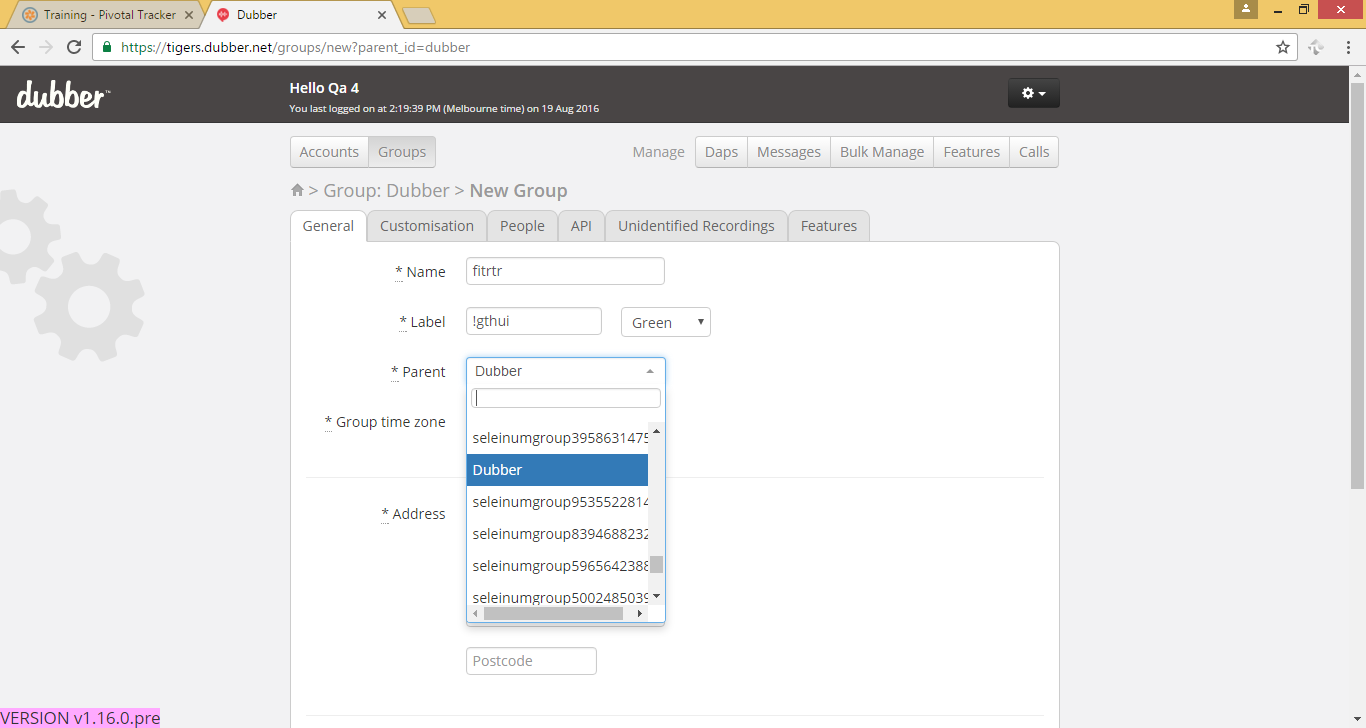 Training - Pivotal Tracker
Dubber
https://tigers.dubber.net/groups/new?parent_id=dubber
dubber™
Hello Qa 4
You last logged on at 2:19:39 PM (Melbourne time) on 19 Aug 2016
Accounts Groups Manage Daps Messages Bulk Manage Features Calls
> Group: Dubber > New Group
General Customisation People API Unidentified Recordings Features
* Name fitrtr
* Label !gthui Green
* Parent Dubber
* Group time zone
seleinumgroup3958631475
Dubber
seleinumgroup9535522814
* Address
seleinumgroup8394688232
seleinumgroup5965642388
seleinumgroup5002485039
Postcode
VERSION v1.16.0.pre